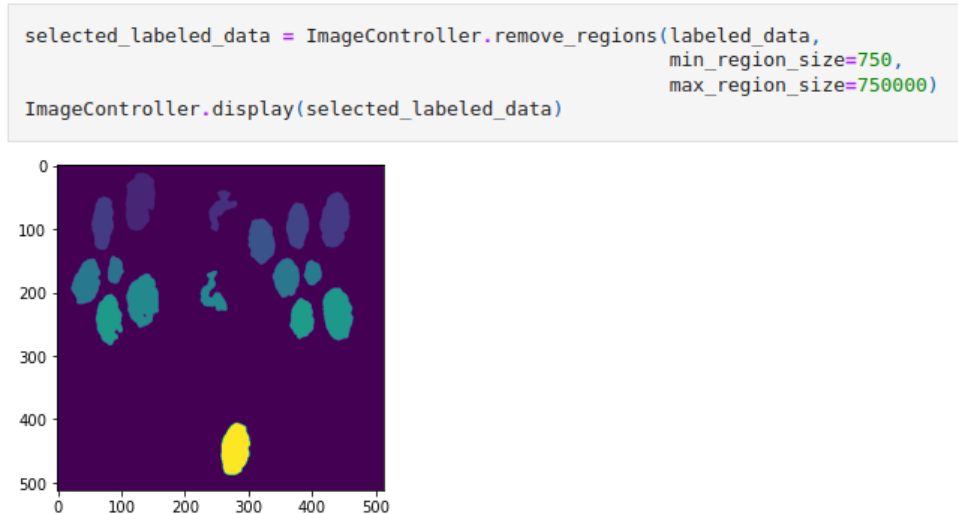 selected_labeled_data = ImageController.remove_regions(labeled_data,
min_region_size=750,
max_region_size=750000)
ImageController.display(selected_labeled_data)
0
100
200
300
400
500
0 100 200 300 400 500